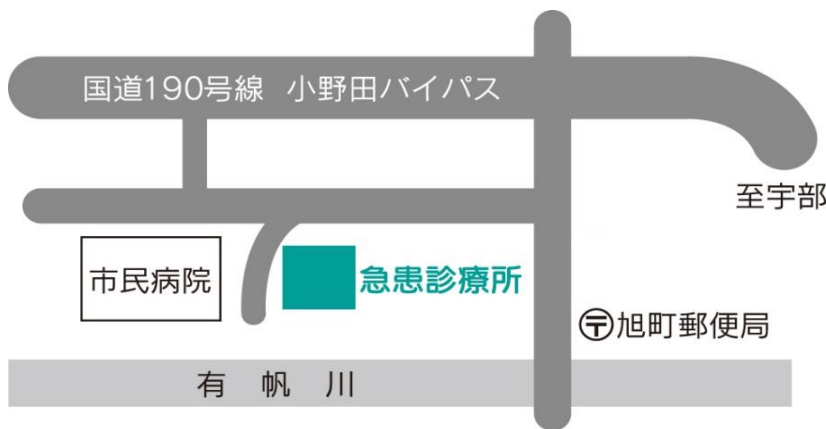 国道190号線 小野田バイパス
至宇部
市民病院
急患診療所
〶旭町郵便局
有帆川